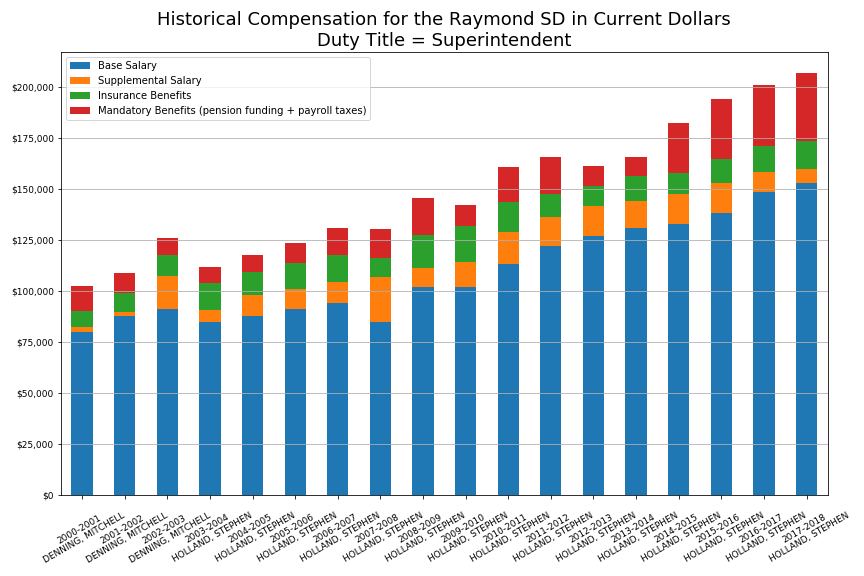 Historical Compensation for the Raymond SD in Current Dollars
Duty Title = Superintendent
Base Salary
Supplemental Salary
Insurance Benefits
Mandatory Benefits (pension funding + payroll taxes)
$200,000
$175,000
$150,000
$125,000
$100,000
$75,000
$50,000
$25,000
$0
2000-2001
DENNING, MITCHELL
2001-2002
DENNING, MITCHELL
2002-2003
DENNING, MITCHELL
2003-2004
HOLLAND, STEPHEN
2004-2005
HOLLAND, STEPHEN
2005-2006
HOLLAND, STEPHEN
2006-2007
HOLLAND, STEPHEN
2007-2008
HOLLAND, STEPHEN
2008-2009
HOLLAND, STEPHEN
2009-2010
HOLLAND, STEPHEN
2010-2011
HOLLAND, STEPHEN
2011-2012
HOLLAND, STEPHEN
2012-2013
HOLLAND, STEPHEN
2013-2014
HOLLAND, STEPHEN
2014-2015
HOLLAND, STEPHEN
2015-2016
HOLLAND, STEPHEN
2016-2017
HOLLAND, STEPHEN
2017-2018
HOLLAND, STEPHEN